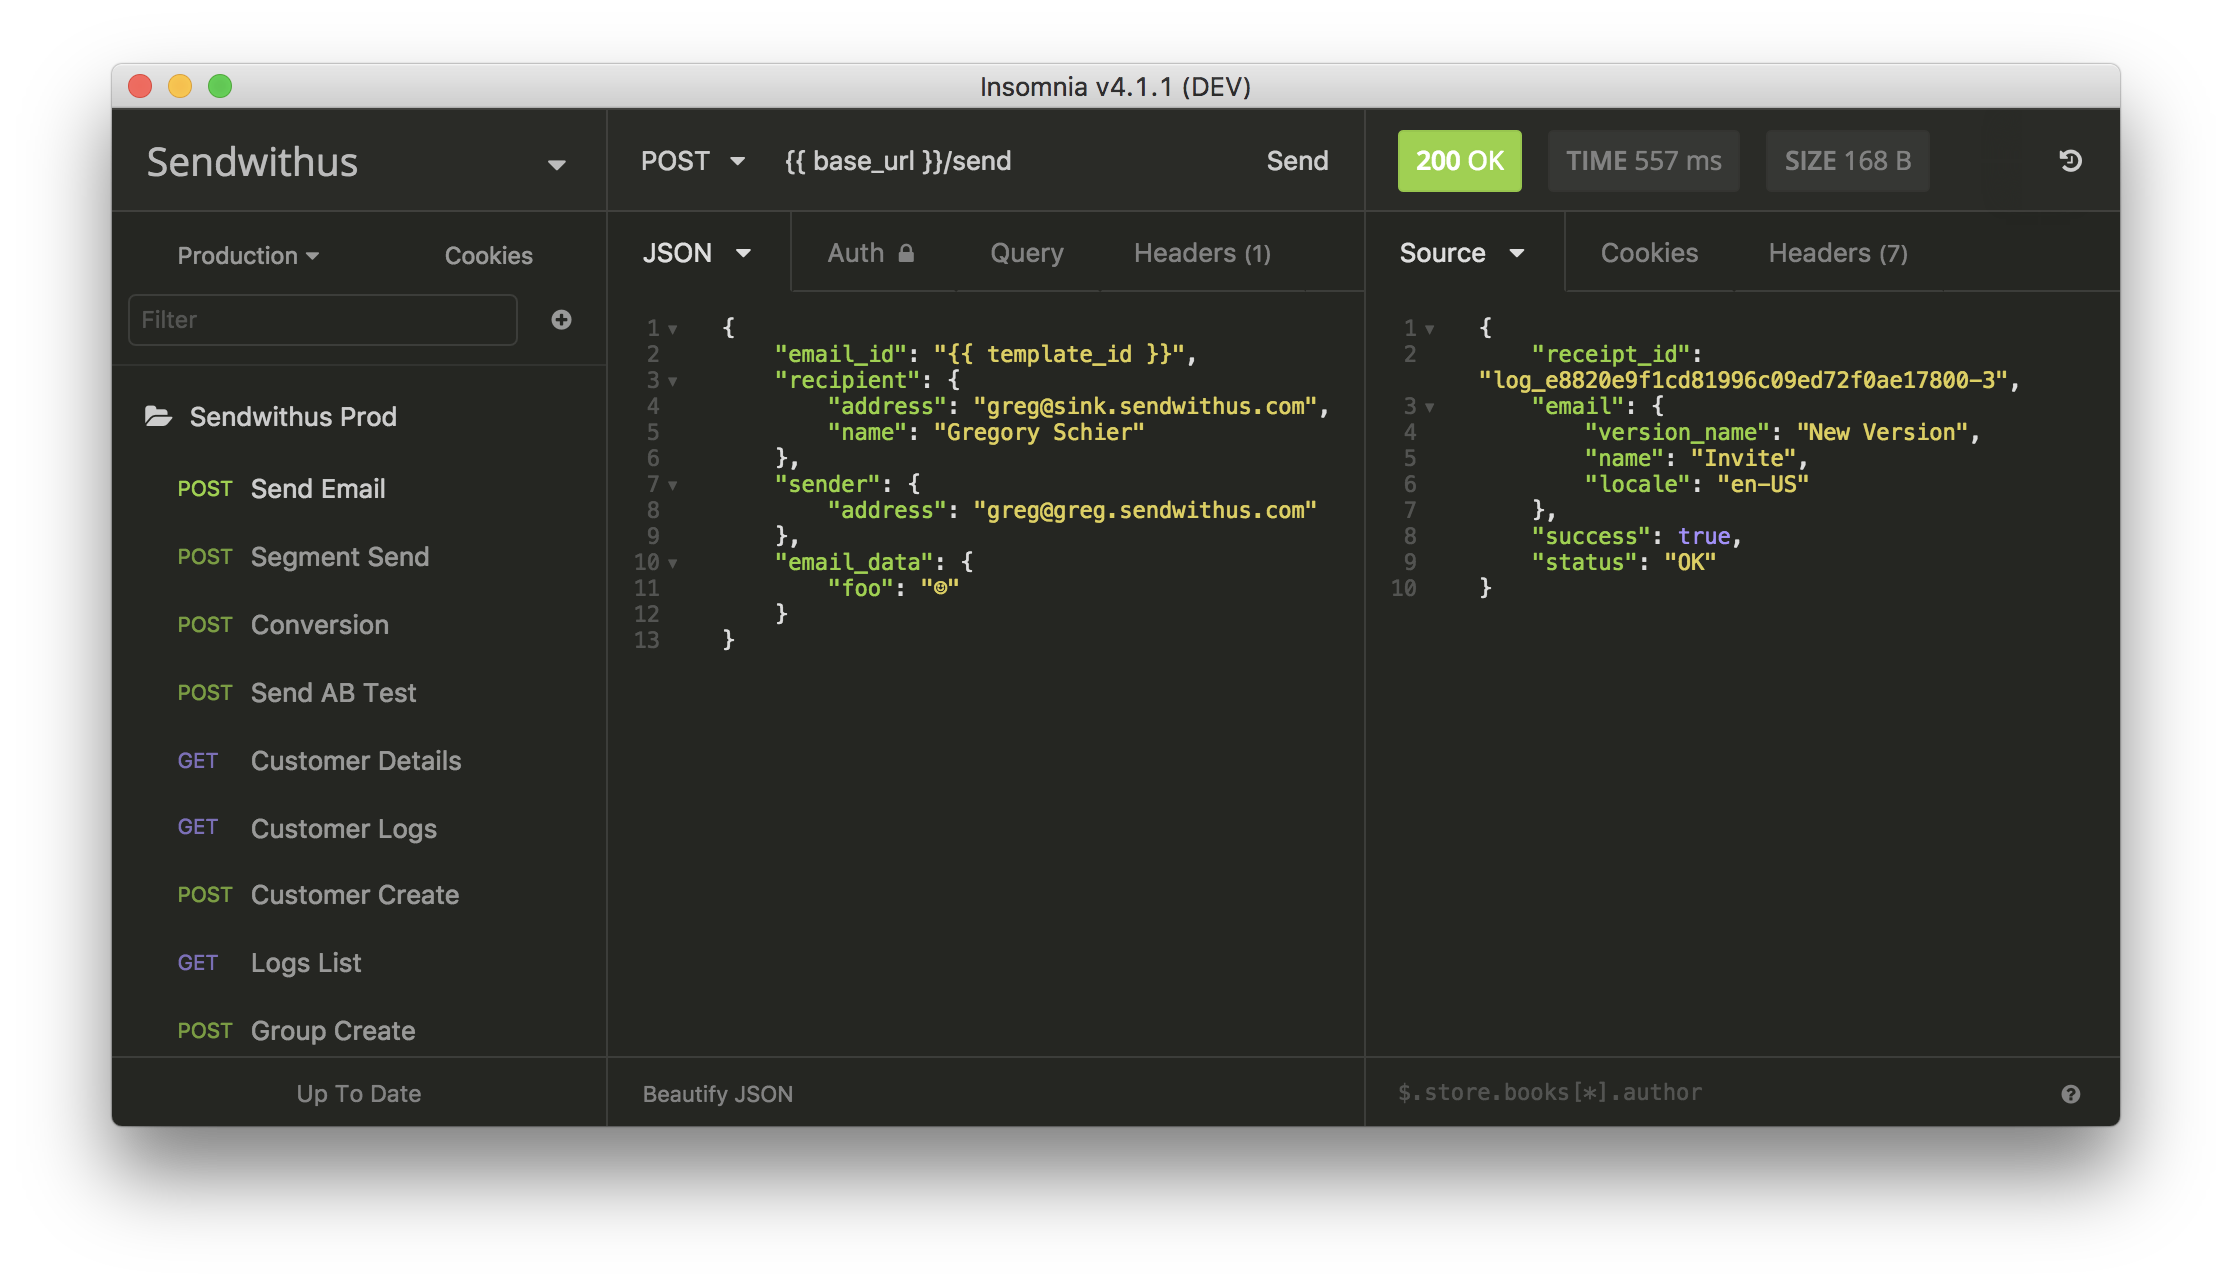 Insomnia v4.1.1 (DEV)
Sendwithus
Production
Cookies
Filter
Sendwithus Prod
POST Send Email
POST Segment Send
POST Conversion
POST Send AB Test
GET Customer Details
GET Customer Logs
POST Customer Create
GET Logs List
POST Group Create
Up To Date
POST {{ base_url }}/send Send
JSON Auth Query Headers (1)
1 {
2 "email_id": "{{ template_id }}",
3 "recipient": {
4 "address": "greg@sink.sendwithus.com",
5 "name": "Gregory Schier"
6 },
7 "sender": {
8 "address": "greg@greg.sendwithus.com"
9 },
10 "email_data": {
11 "foo": "☺"
12 }
13 }
Beautify JSON
200 OK TIME 557 ms SIZE 168 B
Source Cookies Headers (7)
1 {
2 "receipt_id":
"log_e8820e9f1cd81996c09ed72f0ae17800-3",
3 "email": {
4 "version_name": "New Version",
5 "name": "Invite",
6 "locale": "en-US"
7 },
8 "success": true,
9 "status": "OK"
10 }
$.store.books[*].author